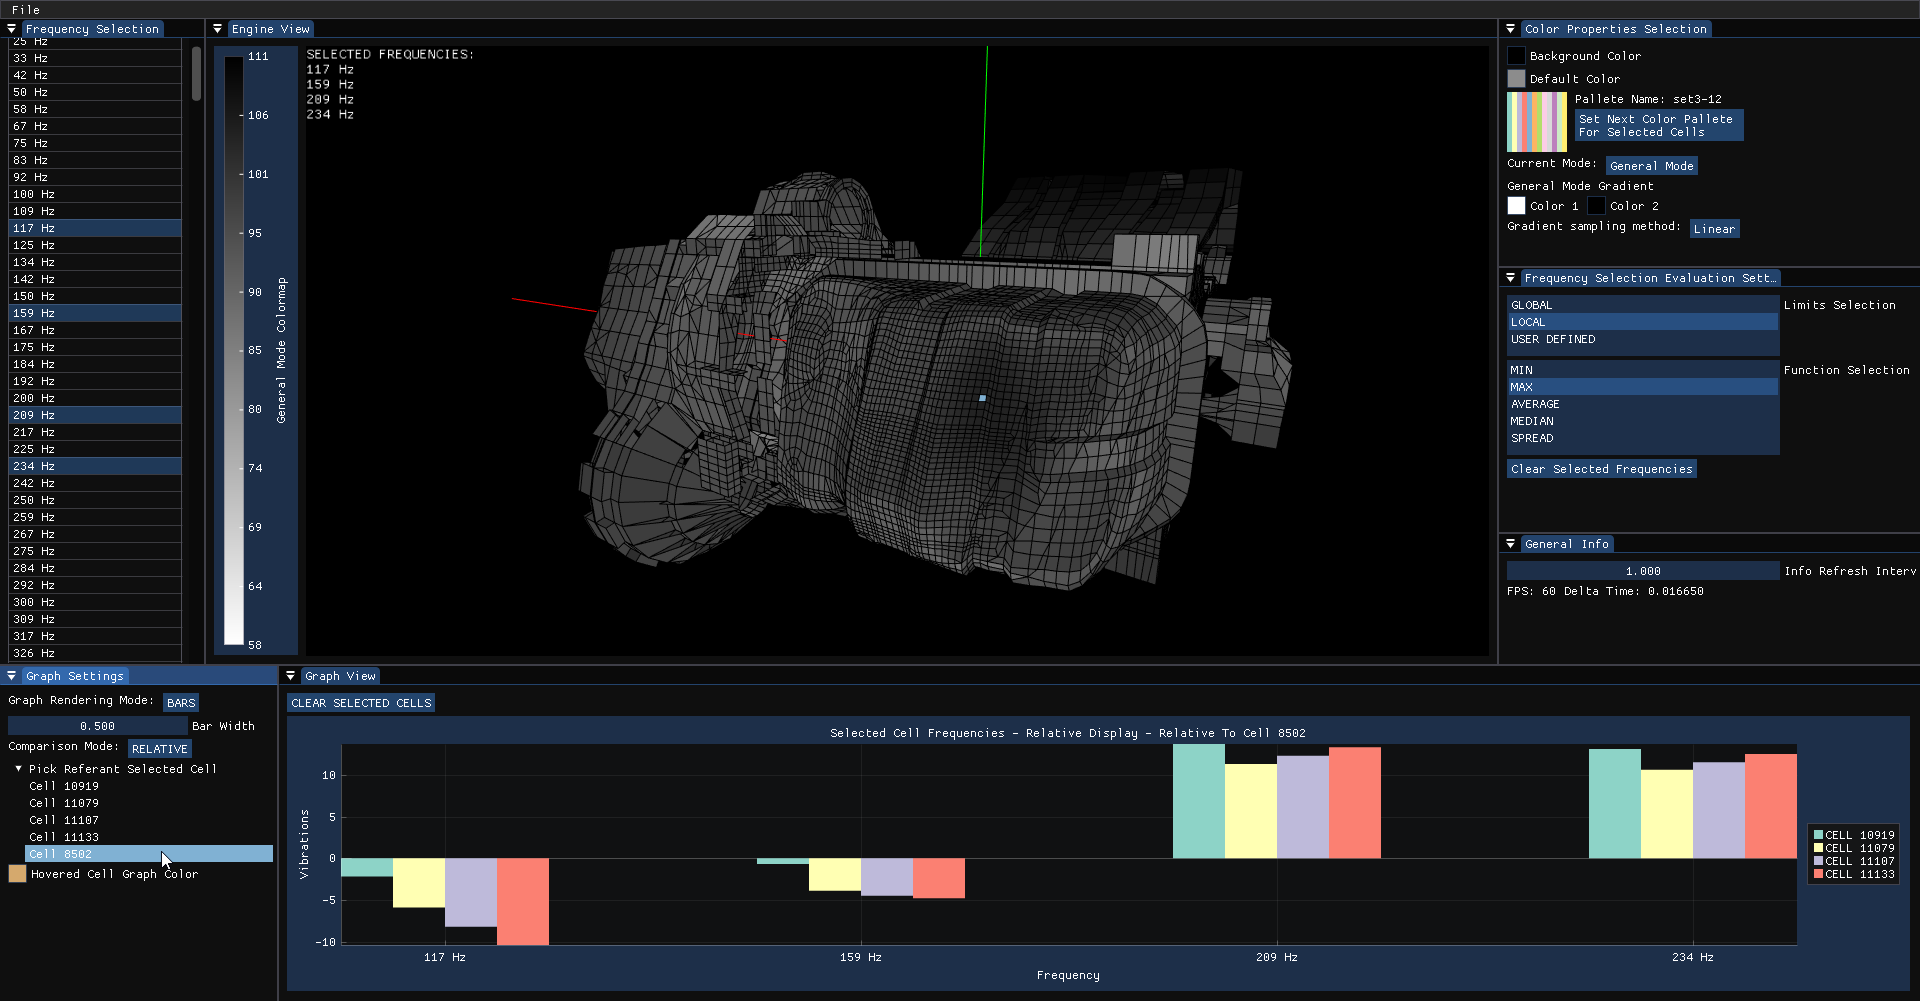 File
Frequency Selection
25 Hz
33 Hz
42 Hz
50 Hz
58 Hz
67 Hz
75 Hz
83 Hz
92 Hz
100 Hz
109 Hz
117 Hz
125 Hz
134 Hz
142 Hz
150 Hz
159 Hz
167 Hz
175 Hz
184 Hz
192 Hz
200 Hz
209 Hz
217 Hz
225 Hz
234 Hz
242 Hz
250 Hz
259 Hz
267 Hz
275 Hz
284 Hz
292 Hz
300 Hz
309 Hz
317 Hz
326 Hz
Engine View
111
106
101
95
90
85
80
74
69
64
58
General Mode Colormap
SELECTED FREQUENCIES:
117 Hz
159 Hz
209 Hz
234 Hz
Color Properties Selection
Background Color
Default Color
Pallete Name: set3-12
Set Next Color Pallete
For Selected Cells
Current Mode: General Mode
General Mode Gradient
Color 1 Color 2
Gradient sampling method: Linear
Frequency Selection Evaluation Sett…
GLOBAL
LOCAL
USER DEFINED
Limits Selection
MIN
MAX
AVERAGE
MEDIAN
SPREAD
Function Selection
Clear Selected Frequencies
General Info
1.000 Info Refresh Interv
FPS: 60 Delta Time: 0.016650
Graph Settings
Graph Rendering Mode: BARS
0.500 Bar Width
Comparison Mode: RELATIVE
Pick Referant Selected Cell
Cell 10919
Cell 11079
Cell 11107
Cell 11133
Cell 8502
Hovered Cell Graph Color
Graph View
CLEAR SELECTED CELLS
Selected Cell Frequencies - Relative Display - Relative To Cell 8502
Vibrations
10
5
0
-5
-10
117 Hz 159 Hz 209 Hz 234 Hz
Frequency
CELL 10919
CELL 11079
CELL 11107
CELL 11133